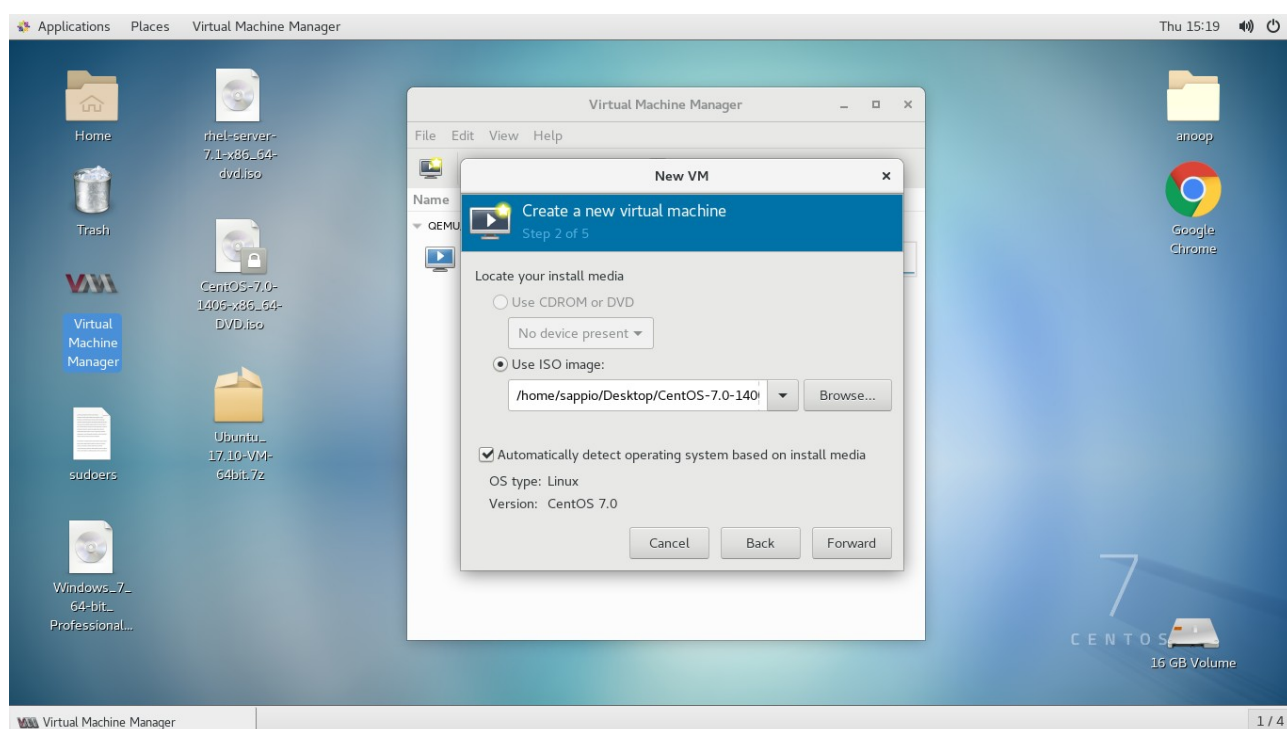 Applications Places Virtual Machine Manager Thu 15:19
Home
rhel-server-
7.1-x86_64-
dvd.iso
Trash
CentOS-7.0-
1406-x86_64-
DVD.iso
Virtual
Machine
Manager
Ubuntu_
17.10-VM-
64bit.7z
sudoers
Windows_7_
64-bit_
Professional...
Virtual Machine Manager
File Edit View Help
Name
QEMU
New VM
Create a new virtual machine
Step 2 of 5
Locate your install media
Use CDROM or DVD
No device present
Use ISO image:
/home/sappio/Desktop/CentOS-7.0-140
Browse...
Automatically detect operating system based on install media
OS type: Linux
Version: CentOS 7.0
Cancel Back Forward
anoop
Google
Chrome
7
CENTOS
16 GB Volume
Virtual Machine Manager 1 / 4